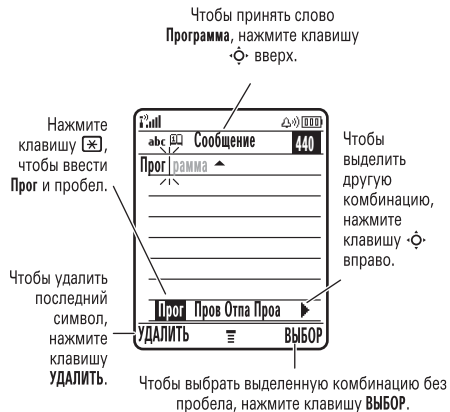 Чтобы принять слово
Программа, нажмите клавишу
вверх.
Нажмите
клавишу *,
чтобы ввести
Прог и пробел.
Чтобы удалить
последний
символ,
нажмите
клавишу
УДАЛИТЬ.
abc Сообщение 440
Прог рамма
Прог Пров Отпа Проа
УДАЛИТЬ ВЫБОР
Чтобы
выделить
другую
комбинацию,
нажмите
клавишу
вправо.
Чтобы выбрать выделенную комбинацию без
пробела, нажмите клавишу ВЫБОР.